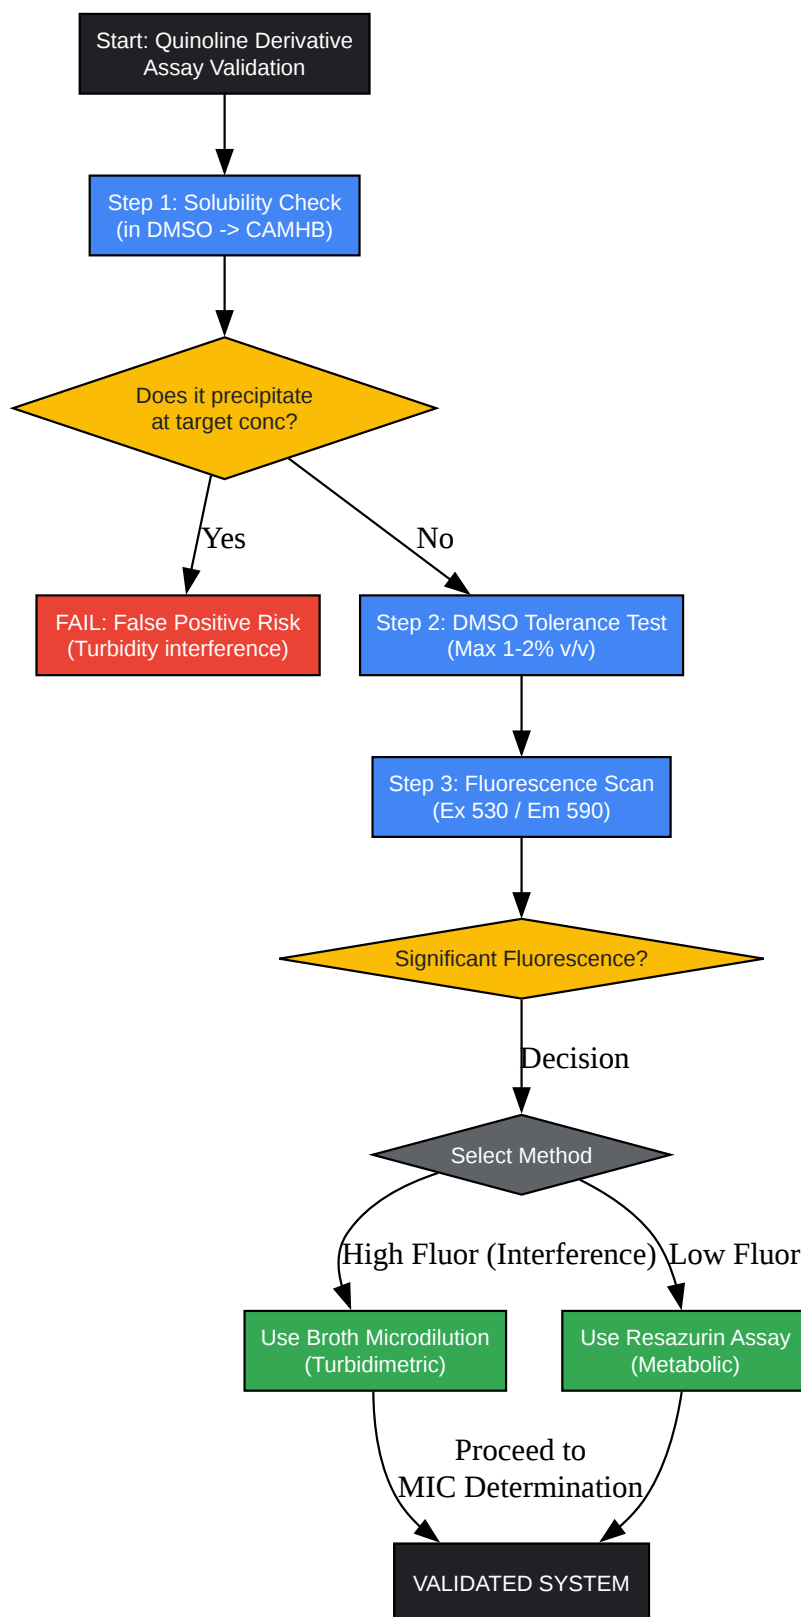 Start: Quinoline Derivative
Assay Validation
Step 1: Solubility Check
(in DMSO -> CAMHB)
Does it precipitate
at target conc?
Yes
No
FAIL: False Positive Risk
(Turbidity interference)
Step 2: DMSO Tolerance Test
(Max 1-2% v/v)
Step 3: Fluorescence Scan
(Ex 530 / Em 590)
Significant Fluorescence?
Decision
Select Method
High Fluor (Interference)
Low Fluor
Use Broth Microdilution
(Turbidimetric)
Use Resazurin Assay
(Metabolic)
Proceed to
MIC Determination
VALIDATED SYSTEM